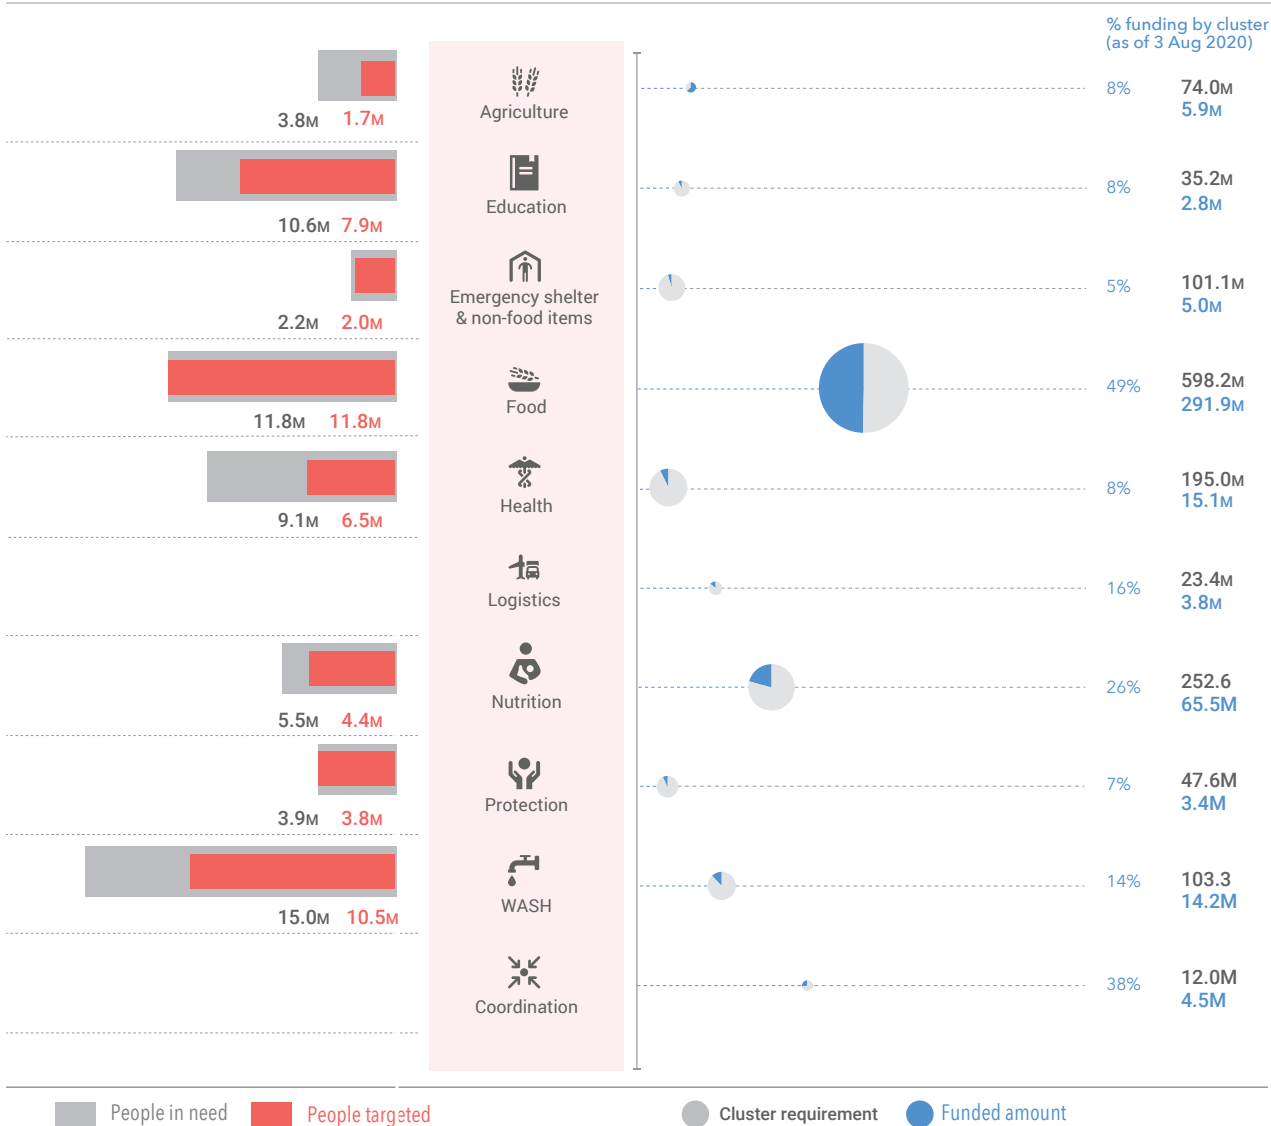 % funding by cluster
(as of 3 Aug 2020)
3.8M 1.7M
Agriculture
8%
74.0M
5.9M
10.6M 7.9M
Education
8%
35.2M
2.8M
2.2M 2.0M
Emergency shelter
& non-food items
5%
101.1M
5.0M
11.8M 11.8M
Food
49%
598.2M
291.9M
9.1M 6.5M
Health
8%
195.0M
15.1M
Logistics
16%
23.4M
3.8M
5.5M 4.4M
Nutrition
26%
252.6
65.5M
3.9M 3.8M
Protection
7%
47.6M
3.4M
15.0M 10.5M
WASH
14%
103.3
14.2M
Coordination
38%
12.0M
4.5M
People in need People targeted Cluster requirement Funded amount